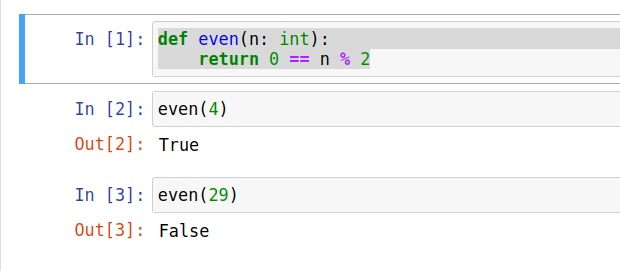 In [1]: def even(n: int):
    return 0 == n % 2
In [2]: even(4)
Out[2]: True
In [3]: even(29)
Out[3]: False